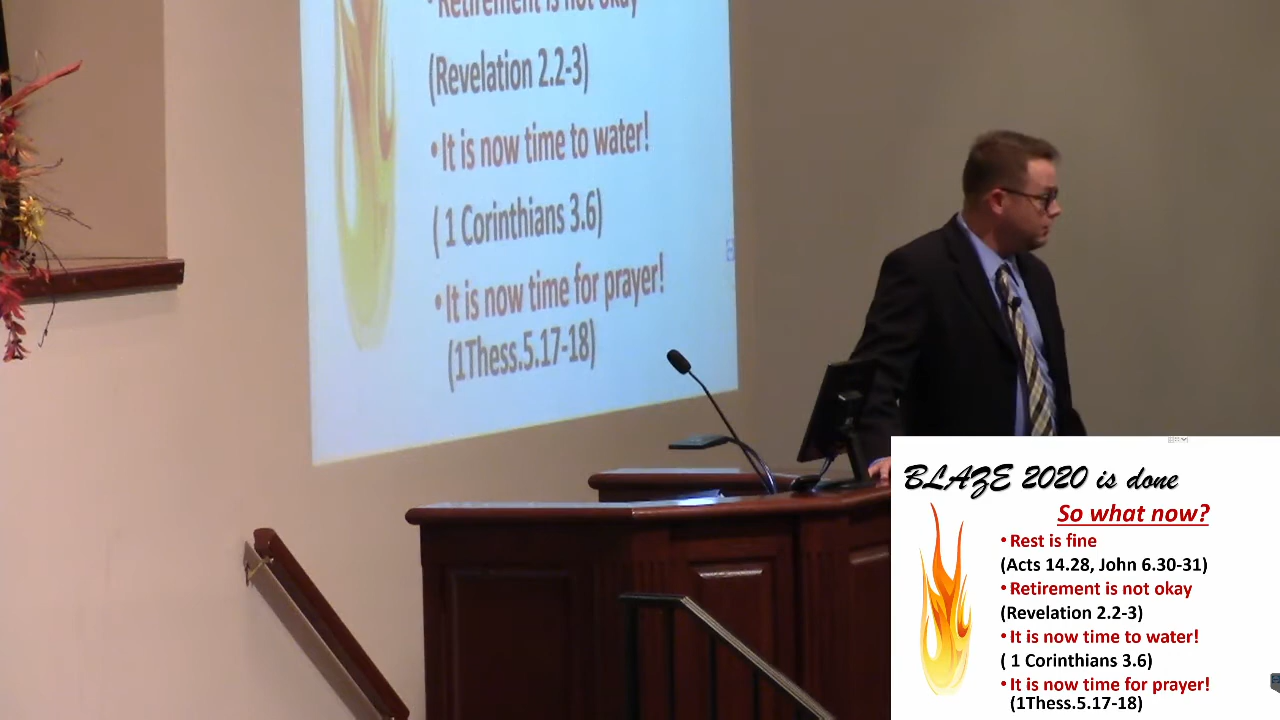 •Retirement is not okay
(Revelation 2.2-3)
•It is now time to water!
( 1 Corinthians 3.6)
•It is now time for prayer!
(1Thess.5.17-18)
BLAZE 2020 is done
So what now?
•Rest is fine
(Acts 14.28, John 6.30-31)
•Retirement is not okay
(Revelation 2.2-3)
•It is now time to water!
( 1 Corinthians 3.6)
•It is now time for prayer!
(1Thess.5.17-18)